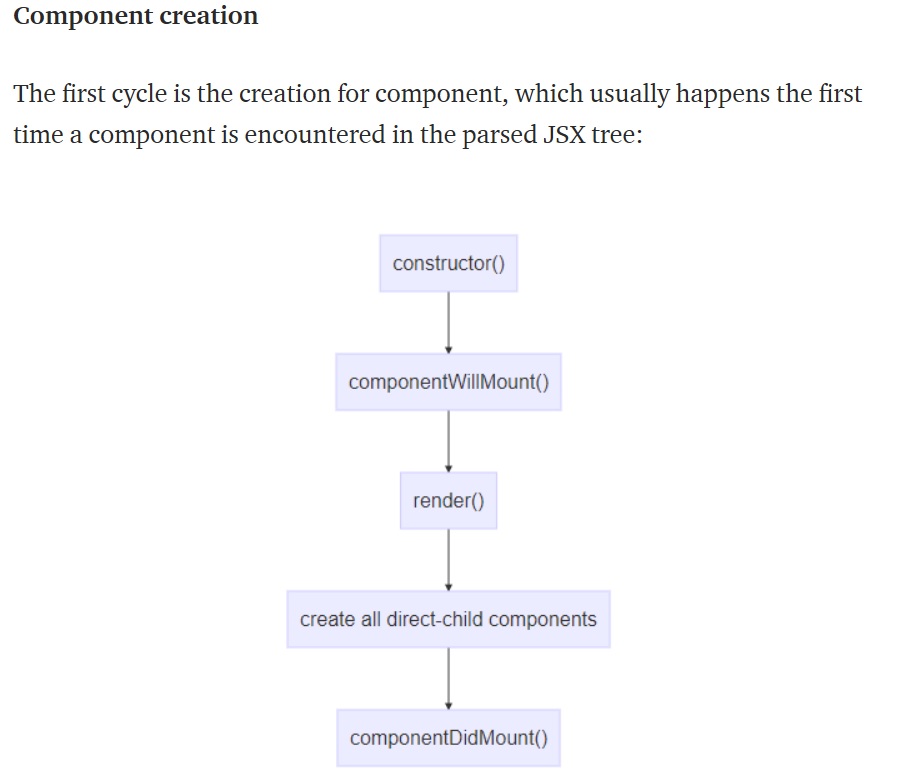 Component creation
The first cycle is the creation for component, which usually happens the first
time a component is encountered in the parsed JSX tree:
constructor()
componentWillMount()
render()
create all direct-child components
componentDidMount()